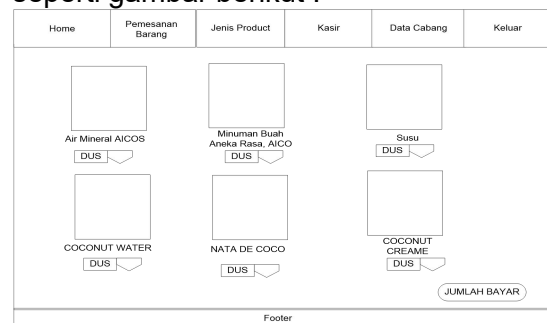 seperti gambar berikut :
Home
Pemesanan
Barang
Jenis Product
Kasir
Data Cabang
Keluar
Air Mineral AICOS
DUS
Minuman Buah
Aneka Rasa, AICO
DUS
Susu
DUS
COCONUT WATER
DUS
NATA DE COCO
DUS
COCONUT
CREAME
DUS
JUMLAH BAYAR
Footer